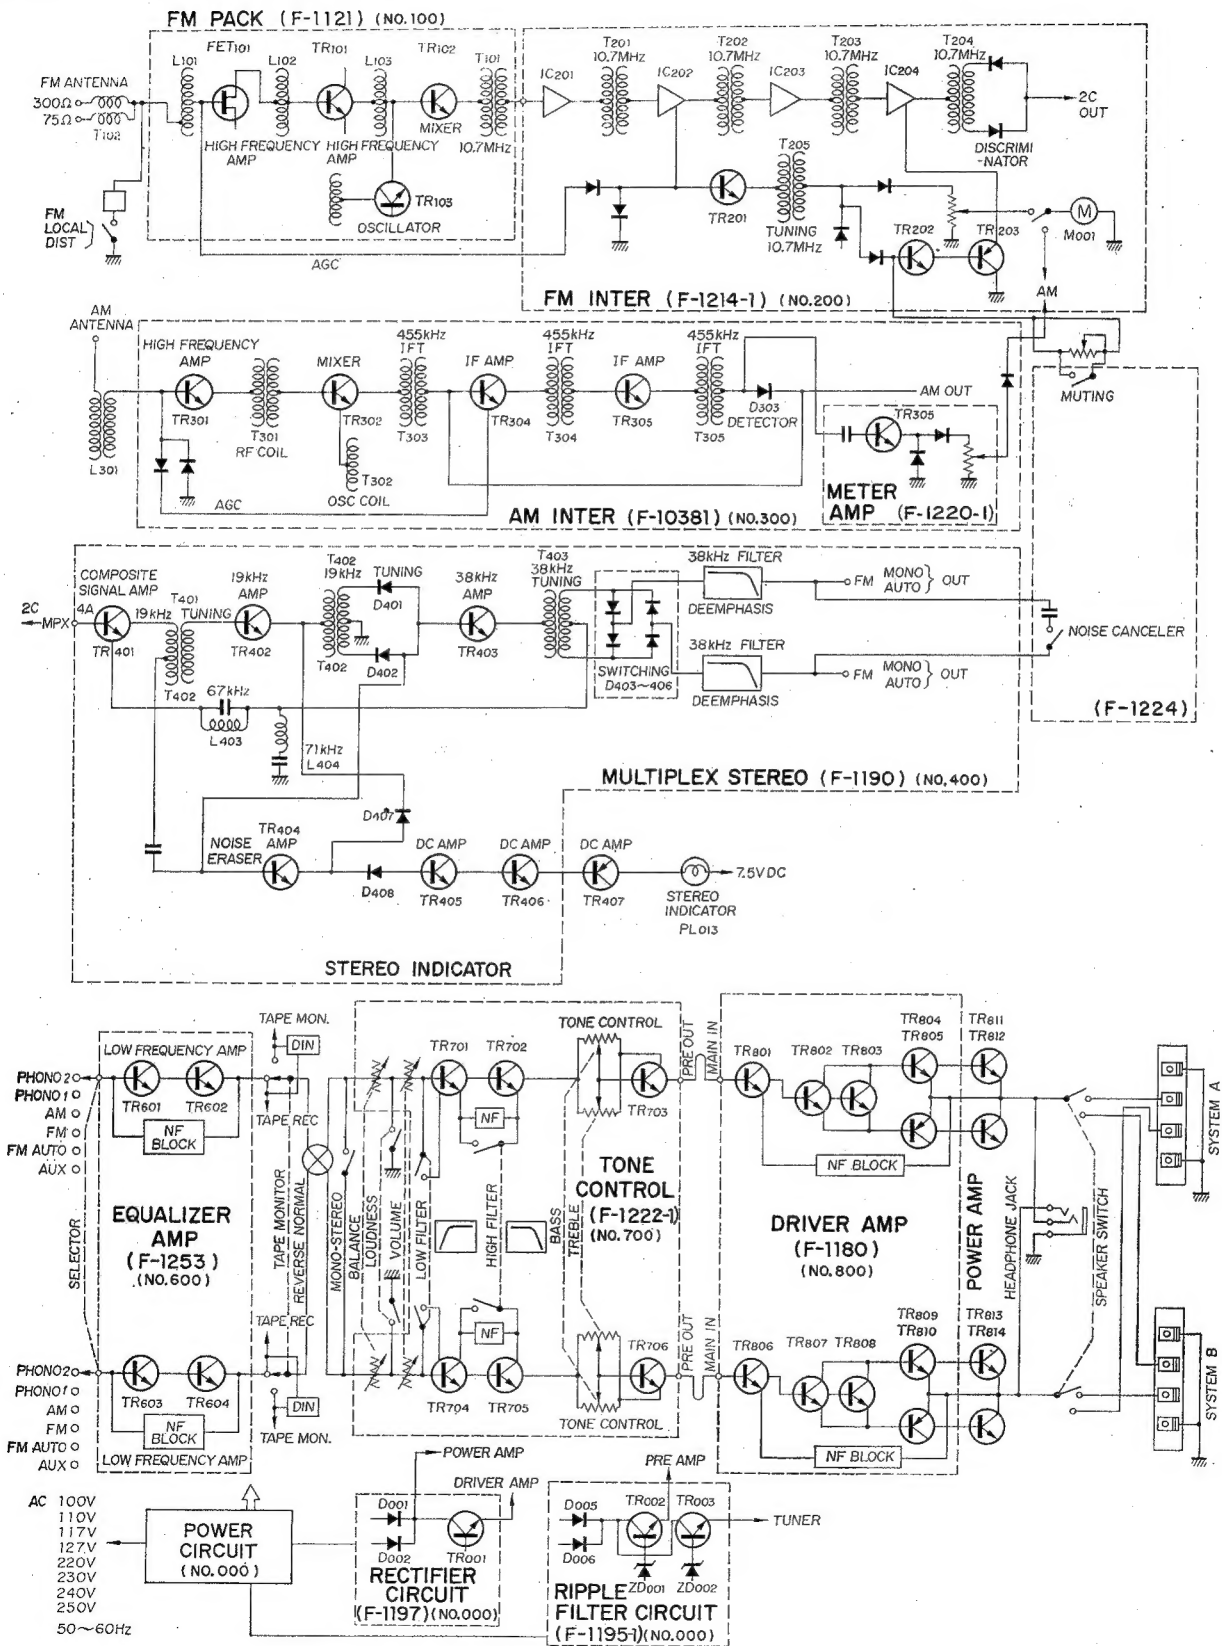 FM PACK (F-1121) (NO.100)
FM ANTENNA
300Ω
75Ω
T102
L101
FET101
L102
TR101
L103
TR102
T101
HIGH FREQUENCY
AMP
HIGH FREQUENCY
AMP
MIXER
10.7MHz
TR103
OSCILLATOR
FM
LOCAL
DIST
AGC
IC201
T201
10.7MHz
IC202
T202
10.7MHz
IC203
T203
10.7MHz
IC204
T204
10.7MHz
2C
OUT
DISCRIMI
-NATOR
TR201
T205
TUNING
10.7MHz
TR202
TR203
M
M001
AM
FM INTER (F-1214-1) (NO.200)
AM
ANTENNA
L301
HIGH FREQUENCY
AMP
TR301
T301
RF COIL
MIXER
TR302
T302
OSC COIL
455kHz
IFT
T303
IF AMP
TR304
455kHz
IFT
T304
IF AMP
TR305
455kHz
IFT
T305
D303
DETECTOR
AM OUT
TR305
METER
AMP (F-1220-1)
AGC
AM INTER (F-10381) (NO.300)
MUTING
COMPOSITE
SIGNAL AMP
2C
MPX
4A
TR401
19kHz
T401
TUNING
T402
19kHz
AMP
TR402
T402
19kHz
TUNING
D401
T402
D402
38kHz
AMP
TR403
T403
38kHz
TUNING
SWITCHING
D403~406
38kHz FILTER
DEEMPHASIS
FM MONO
AUTO } OUT
38kHz FILTER
DEEMPHASIS
FM MONO
AUTO } OUT
NOISE CANCELER
(F-1224)
67kHz
L403
71kHz
L404
MULTIPLEX STEREO (F-1190) (NO,400)
D407
NOISE
ERASER
TR404
AMP
D408
DC AMP
TR405
DC AMP
TR406
DC AMP
TR407
7.5V DC
STEREO
INDICATOR
PL013
STEREO INDICATOR
PHONO2
PHONO1
AM
FM
FM AUTO
AUX
LOW FREQUENCY AMP
TR601
TR602
NF
BLOCK
TAPE MON.
DIN
TAPE REC
EQUALIZER
AMP
(F-1253)
(NO.600)
SELECTOR
TAPE MONITOR
REVERSE NORMAL
MONO-STEREO
BALANCE
LOUDNESS
VOLUME
LOW FILTER
HIGH FILTER
BASS
TREBLE
TR701
TR702
NF
TONE CONTROL
TR703
TONE
CONTROL
(F-1222-1)
(NO.700)
PRE OUT
MAIN IN
TR801
TR802
TR803
TR804
TR805
TR811
TR812
NF BLOCK
DRIVER AMP
(F-1180)
(NO.800)
POWER AMP
HEADPHONE JACK
SPEAKER SWITCH
SYSTEM A
PHONO2
PHONO1
AM
FM
FM AUTO
AUX
TR603
TR604
NF
BLOCK
LOW FREQUENCY AMP
TAPE REC
DIN
TAPE MON.
NF
TR704
TR705
TR706
TONE CONTROL
PRE OUT
MAIN IN
TR806
TR807
TR808
TR809
TR810
TR813
TR814
NF BLOCK
SYSTEM B
AC 100V
110V
117V
127V
220V
230V
240V
250V
50~60Hz
POWER
CIRCUIT
(NO.000)
POWER AMP
DRIVER AMP
D001
D002
TR001
RECTIFIER
CIRCUIT
(F-1197)(NO.000)
PRE AMP
D005
D006
TR002
TR003
TUNER
ZD001
ZD002
RIPPLE
FILTER CIRCUIT
(F-1195-1)(NO.000)